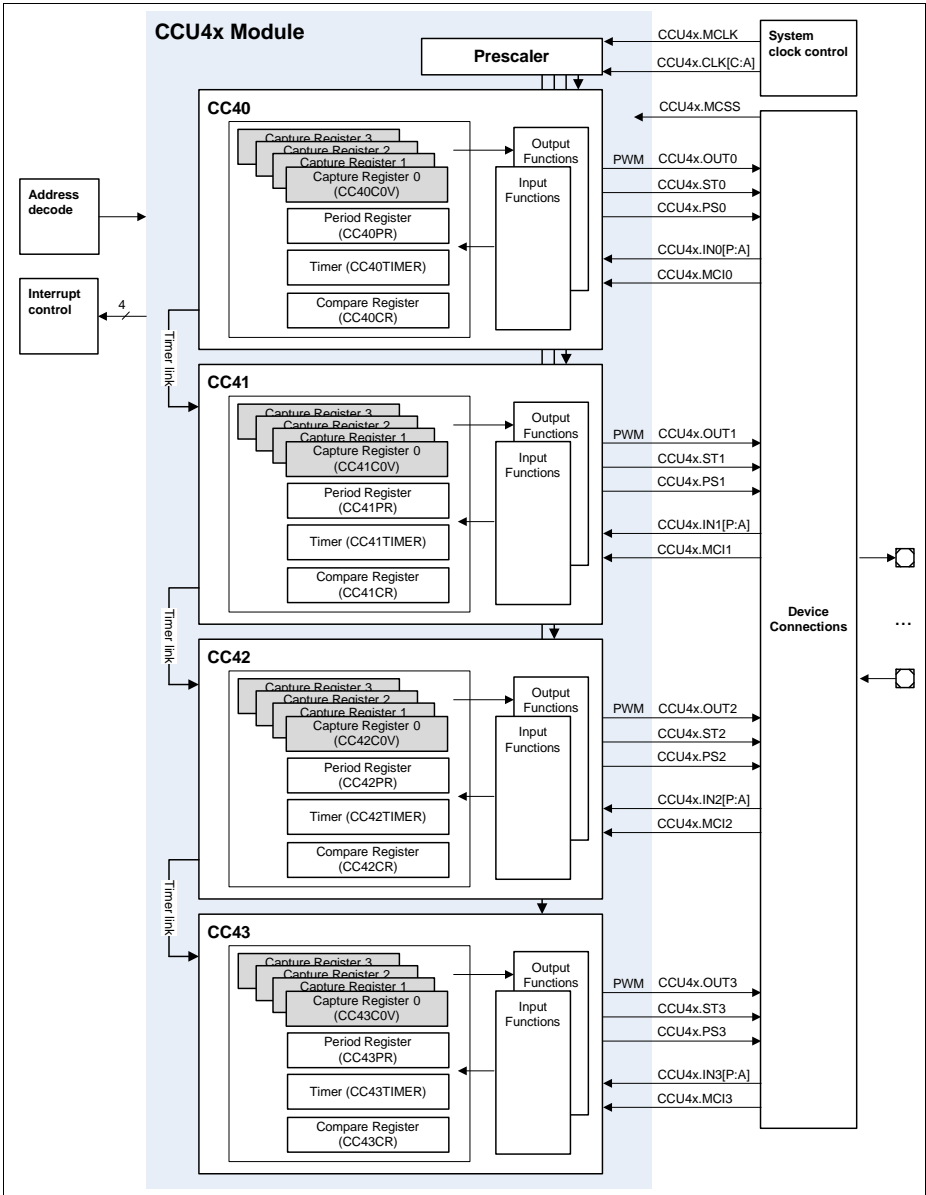 CCU4x Module
Prescaler
CCU4x.MCLK
CCU4x.CLK[C:A]
System
clock control
CCU4x.MCSS
Address
decode
Interrupt
control
4
CC40
Capture Register 3
Capture Register 2
Capture Register 1
Capture Register 0
(CC40C0V)
Period Register
(CC40PR)
Timer (CC40TIMER)
Compare Register
(CC40CR)
Output
Functions
Input
Functions
PWM
CCU4x.OUT0
CCU4x.ST0
CCU4x.PS0
CCU4x.IN0[P:A]
CCU4x.MCI0
Timer link
CC41
Capture Register 3
Capture Register 2
Capture Register 1
Capture Register 0
(CC41C0V)
Period Register
(CC41PR)
Timer (CC41TIMER)
Compare Register
(CC41CR)
Output
Functions
Input
Functions
PWM
CCU4x.OUT1
CCU4x.ST1
CCU4x.PS1
CCU4x.IN1[P:A]
CCU4x.MCI1
Timer link
Device
Connections
...
CC42
Capture Register 3
Capture Register 2
Capture Register 1
Capture Register 0
(CC42C0V)
Period Register
(CC42PR)
Timer (CC42TIMER)
Compare Register
(CC42CR)
Output
Functions
Input
Functions
PWM
CCU4x.OUT2
CCU4x.ST2
CCU4x.PS2
CCU4x.IN2[P:A]
CCU4x.MCI2
Timer link
CC43
Capture Register 3
Capture Register 2
Capture Register 1
Capture Register 0
(CC43C0V)
Period Register
(CC43PR)
Timer (CC43TIMER)
Compare Register
(CC43CR)
Output
Functions
Input
Functions
PWM
CCU4x.OUT3
CCU4x.ST3
CCU4x.PS3
CCU4x.IN3[P:A]
CCU4x.MCI3